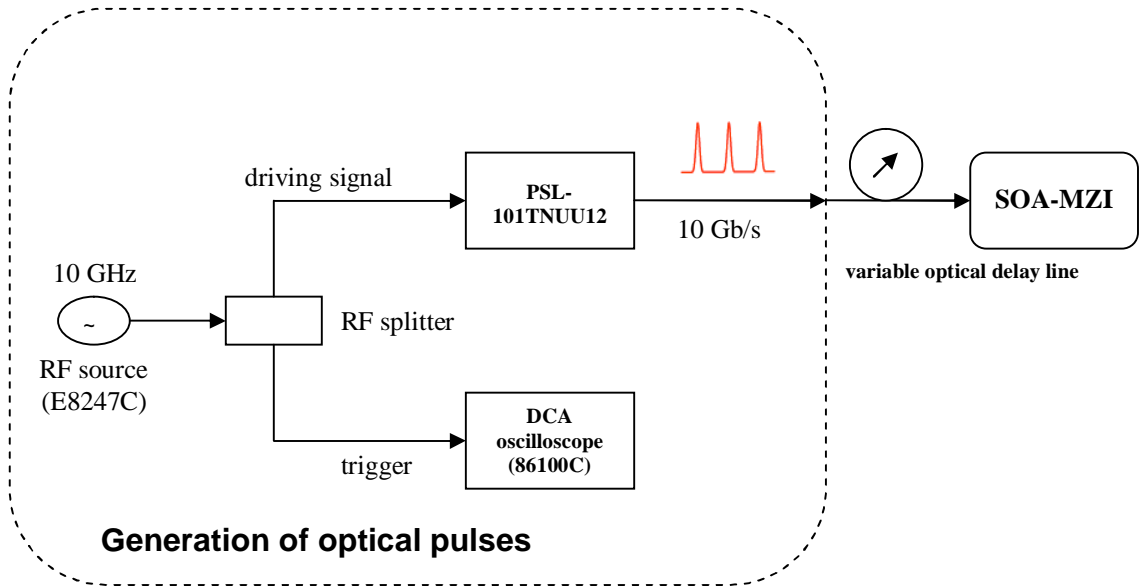 driving signal
PSL-
101TNUU12
10 Gb/s
SOA-MZI
variable optical delay line
10 GHz
~
RF source
(E8247C)
RF splitter
DCA
oscilloscope
(86100C)
trigger
Generation of optical pulses